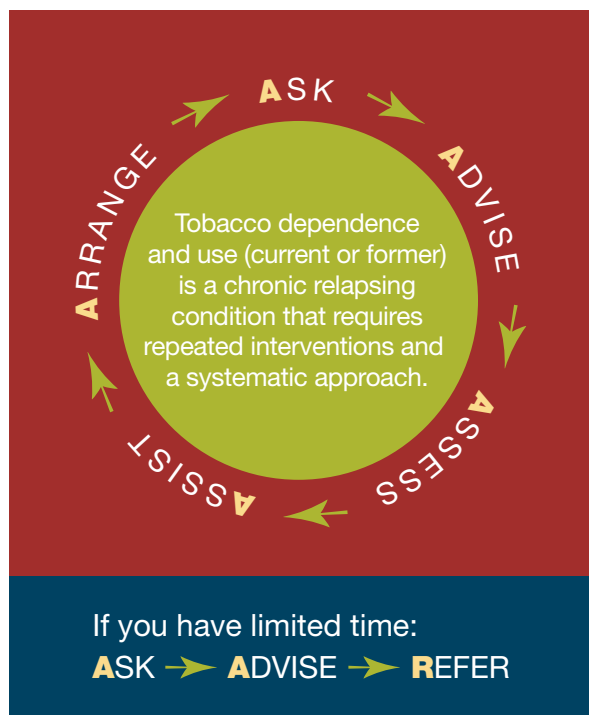 ASK
ADVISE
ASSESS
ASSIST
ARRANGE
Tobacco dependence
and use (current or former)
is a chronic relapsing
condition that requires
repeated interventions and
a systematic approach.
If you have limited time:
ASK ADVISE REFER